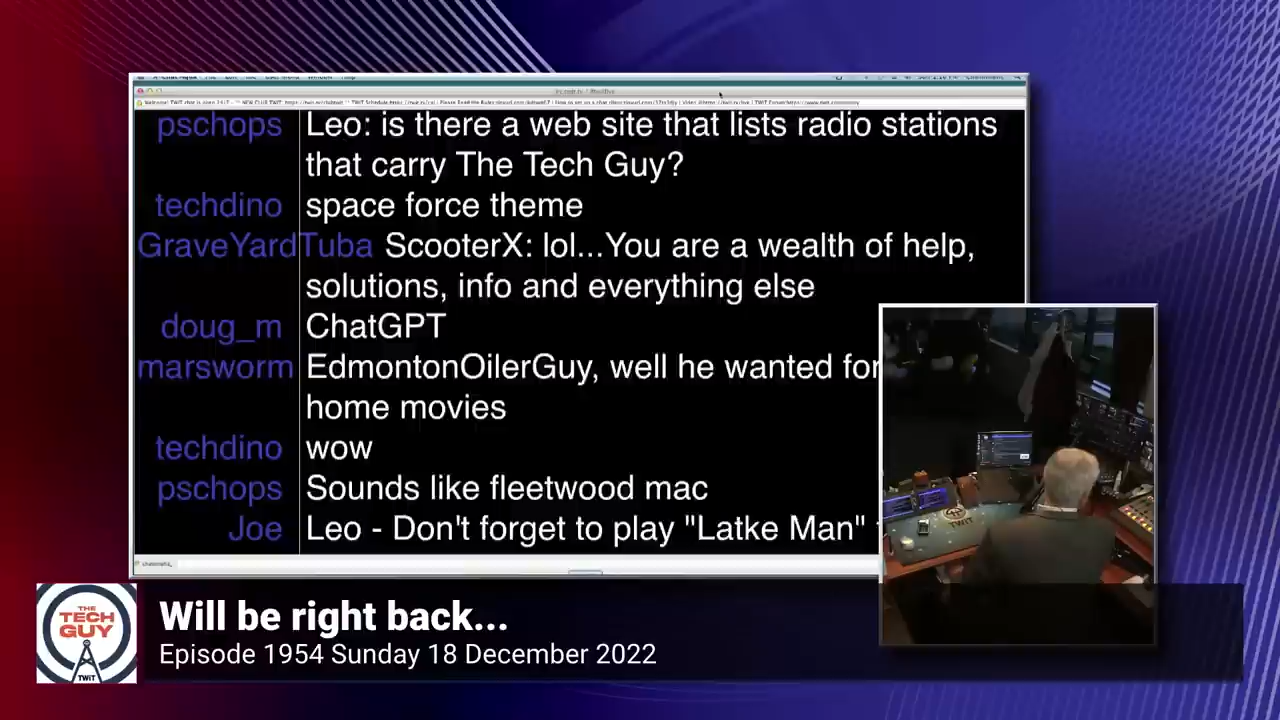 pschops Leo: is there a web site that lists radio stations
that carry The Tech Guy?
techdino space force theme
GraveYardTuba ScooterX: lol...You are a wealth of help,
solutions, info and everything else
doug_m ChatGPT
marsworm EdmontonOilerGuy, well he wanted for
home movies
techdino wow
pschops Sounds like fleetwood mac
Joe Leo - Don't forget to play "Latke Man"
THE
TECH
GUY
TWiT
Will be right back...
Episode 1954 Sunday 18 December 2022
TWiT